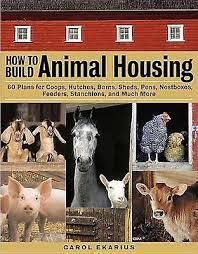 HOW TO
BUILD
Animal Housing
60 Plans for Coops, Hutches, Barns, Sheds, Pens, Nestboxes,
Feeders, Stanchions, and Much More
CAROL EKARIUS